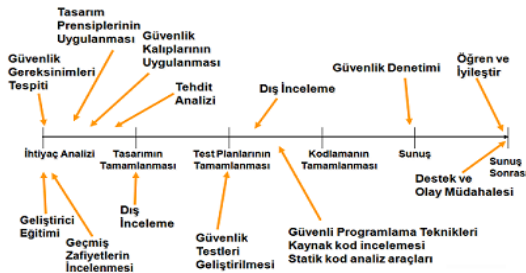 Tasarım
Prensiplerinin
Uygulanması
Güvenlik
Gereksinimleri
Tespiti
Güvenlik
Kalıplarının
Uygulanması
Tehdit
Analizi
Dış İnceleme
Güvenlik Denetimi
Öğren ve
İyileştir
İhtiyaç Analizi
Tasarımın
Tamamlanması
Test Planlarının
Tamamlanması
Kodlamanın
Tamamlanması
Sunuş
Sunuş
Sonrası
Geliştirici
Eğitimi
Geçmiş
Zafiyetlerin
İncelenmesi
Dış
İnceleme
Güvenlik
Testleri
Geliştirilmesi
Güvenli Programlama Teknikleri
Kaynak kod incelemesi
Statik kod analiz araçları
Destek ve
Olay Müdahalesi